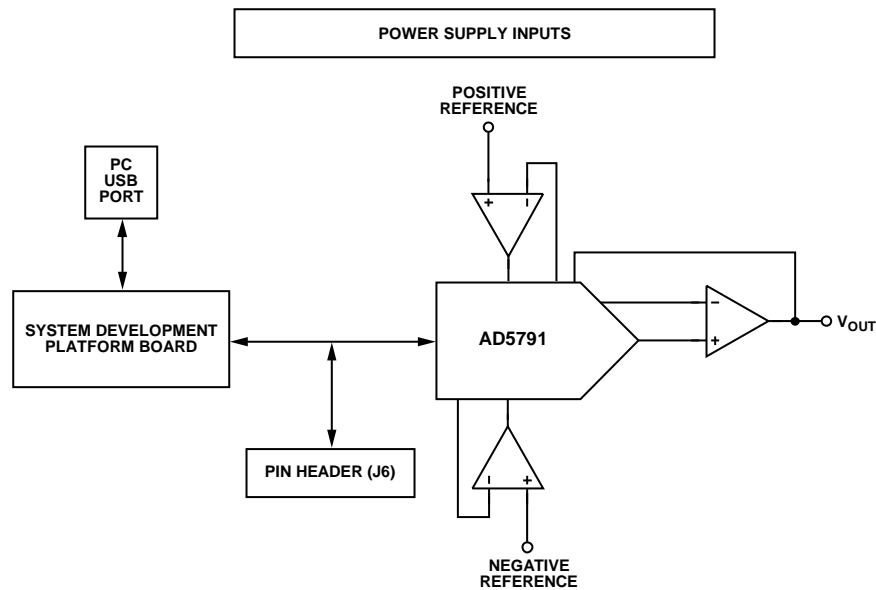 POWER SUPPLY INPUTS
POSITIVE
REFERENCE
PC
USB
PORT
+ −
SYSTEM DEVELOPMENT
PLATFORM BOARD
AD5791
−
+
VOUT
PIN HEADER (J6)
− +
NEGATIVE
REFERENCE